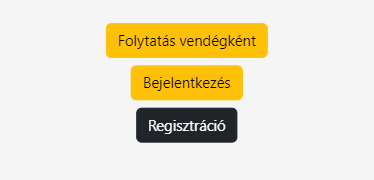 Folytatás vendégként
Bejelentkezés
Regisztráció